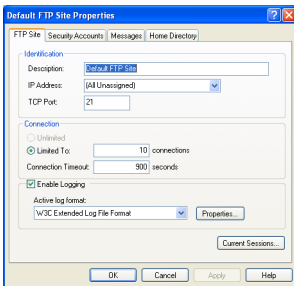 Default FTP Site Properties
FTP Site Security Accounts Messages Home Directory
Identification
Description: Default FTP Site
IP Address: (All Unassigned)
TCP Port: 21
Connection
Unlimited
Limited To: 10 connections
Connection Timeout: 900 seconds
Enable Logging
Active log format:
W3C Extended Log File Format Properties...
Current Sessions...
OK Cancel Apply Help